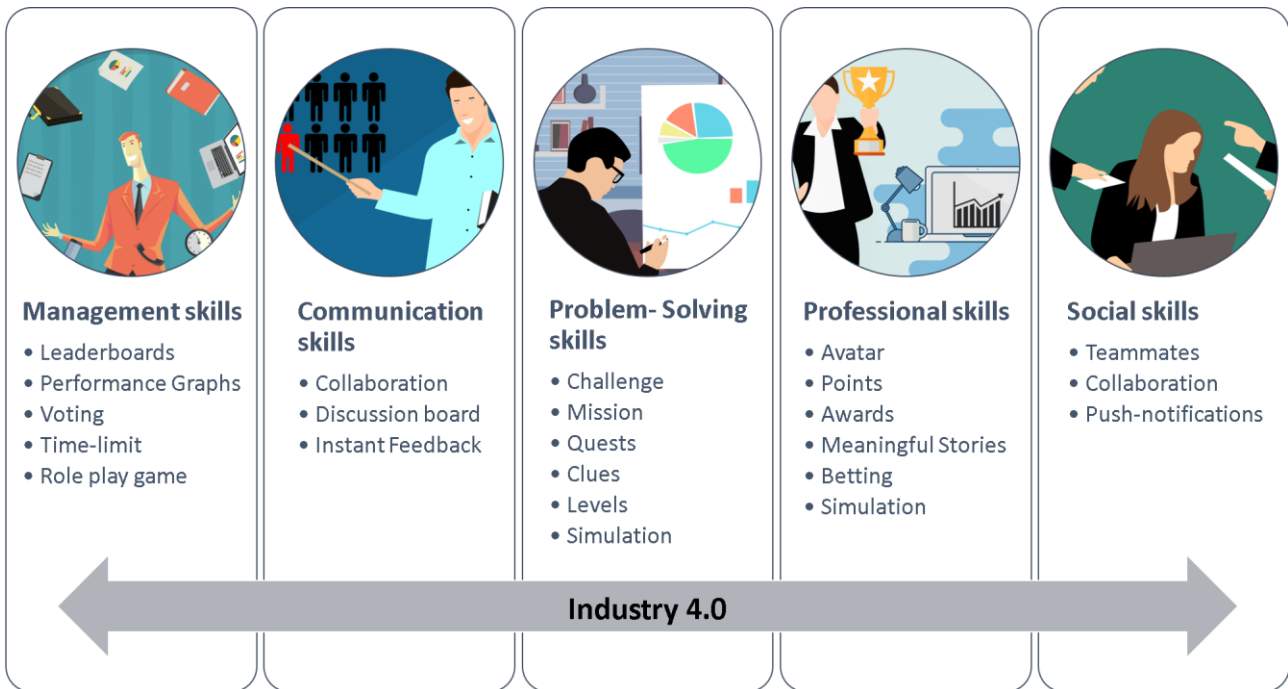 Management skills
• Leaderboards
• Performance Graphs
• Voting
• Time-limit
• Role play game
Communication
skills
• Collaboration
• Discussion board
• Instant Feedback
Problem- Solving
skills
• Challenge
• Mission
• Quests
• Clues
• Levels
• Simulation
Professional skills
• Avatar
• Points
• Awards
• Meaningful Stories
• Betting
• Simulation
Social skills
• Teammates
• Collaboration
• Push-notifications
Industry 4.0